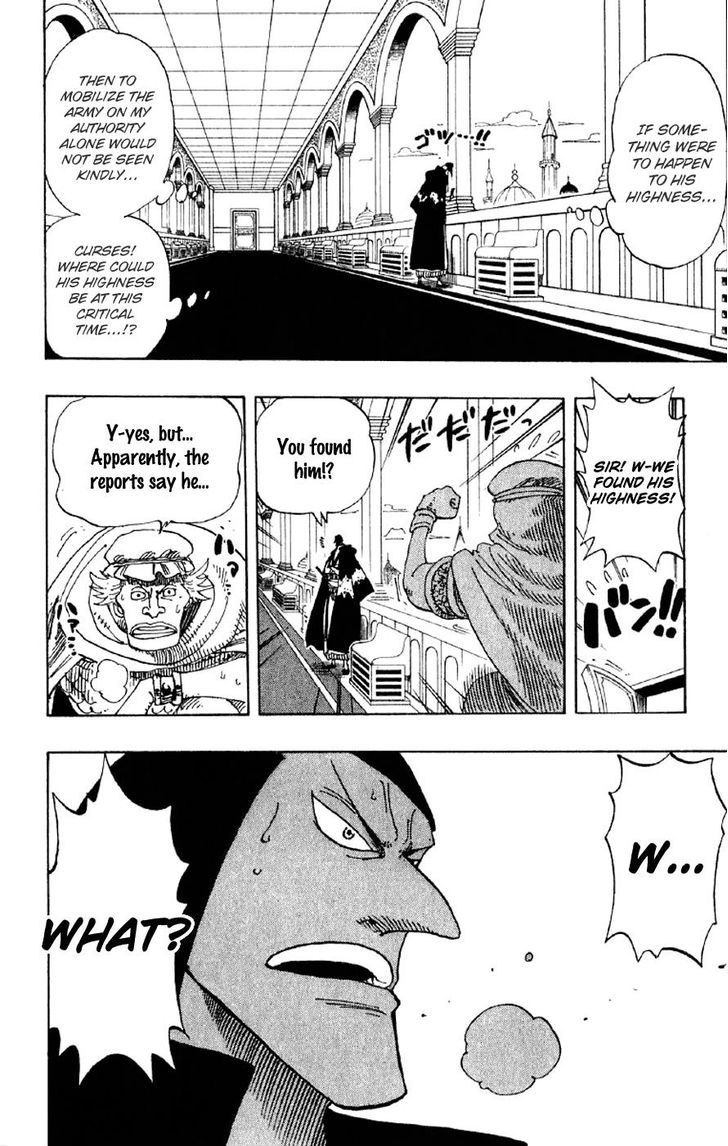 IF SOME-
THING WERE
TO HAPPEN
TO HIS
HIGHNESS...
THEN TO
MOBILIZE THE
ARMY ON MY
AUTHORITY
ALONE WOULD
NOT BE SEEN
KINDLY...
CURSES!
WHERE COULD
HIS HIGHNESS
BE AT THIS
CRITICAL
TIME...!?
ゴッ――!!
SIR! W-WE
FOUND HIS
HIGHNESS!
バン!!
You found
him!?
だだだっ
Y-yes, but...
Apparently, the
reports say he...
W...
WHAT?